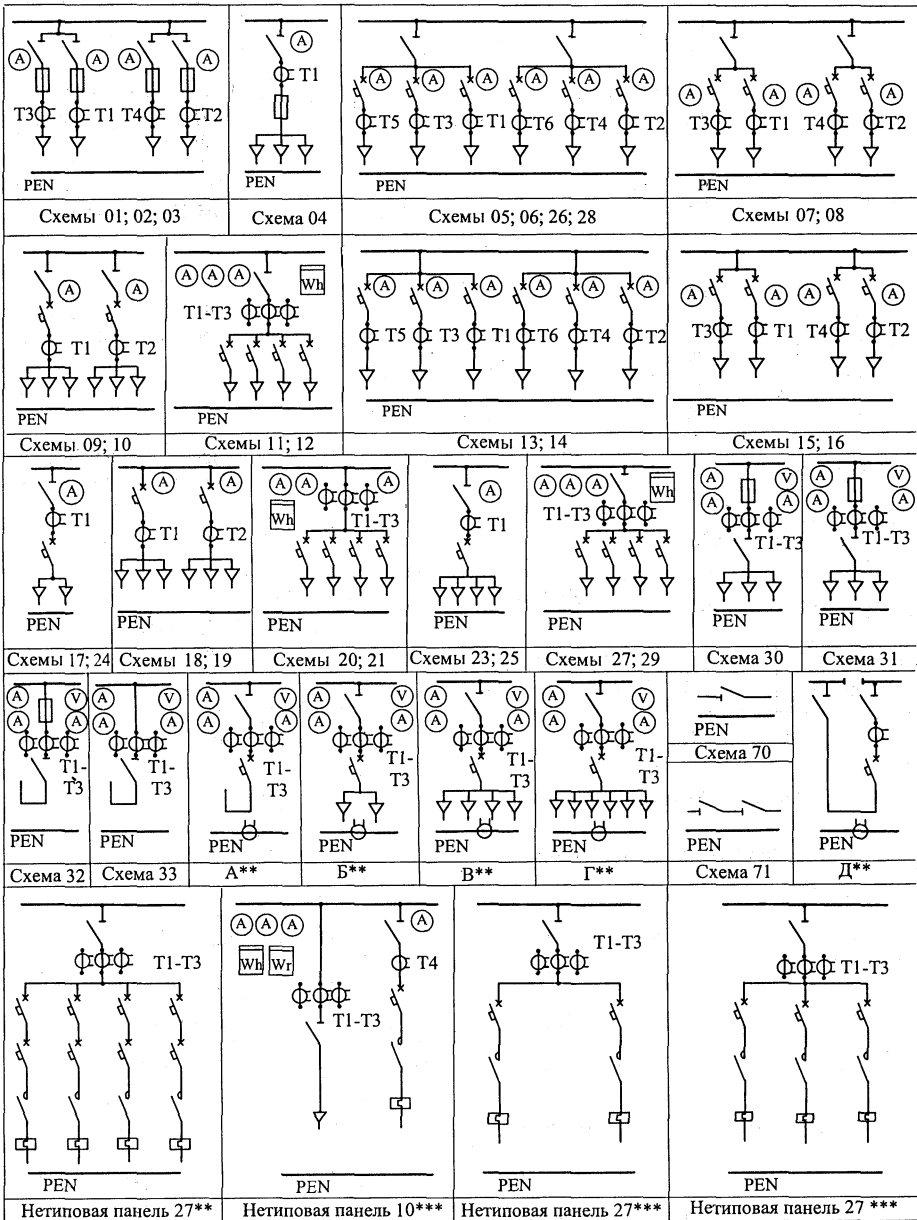 A A A A
T3 T1 T4 T2
PEN
Схемы 01; 02; 03
A
T1
PEN
Схема 04
A A A A A A
T5 T3 T1 T6 T4 T2
PEN
Схемы 05; 06; 26; 28
A A A A
T3 T1 T4 T2
PEN
Схемы 07; 08
A A
T1 T2
PEN
Схемы 09; 10
A A A Wh
T1-T3
PEN
Схемы 11; 12
A A A A A A
T5 T3 T1 T6 T4 T2
PEN
Схемы 13; 14
A A A A
T3 T1 T4 T2
PEN
Схемы 15; 16
A
T1
PEN
Схемы 17; 24
A A
T1 T2
PEN
Схемы 18; 19
A A A
Wh T1-T3
PEN
Схемы 20; 21
A
T1
PEN
Схемы 23; 25
A A A Wh
T1-T3
PEN
Схемы 27; 29
A V
A A
T1-T3
PEN
Схема 30
A V
A A
T1-T3
PEN
Схема 31
A V
A A
T1-
T3
PEN
Схема 32
A V
A A
T1-
T3
PEN
Схема 33
A V
A A
T1-
T3
PEN
А**
A V
A A
T1-
T3
PEN
Б**
A V
A A
T1-
T3
PEN
В**
A V
A A
T1-
T3
PEN
Г**
PEN
Схема 70
PEN
Схема 71
PEN
Д**
T1-T3
PEN
Нетиповая панель 27**
A A A A
Wh Wr T4
T1-T3
PEN
Нетиповая панель 10***
T1-T3
PEN
Нетиповая панель 27***
T1-T3
PEN
Нетиповая панель 27 ***